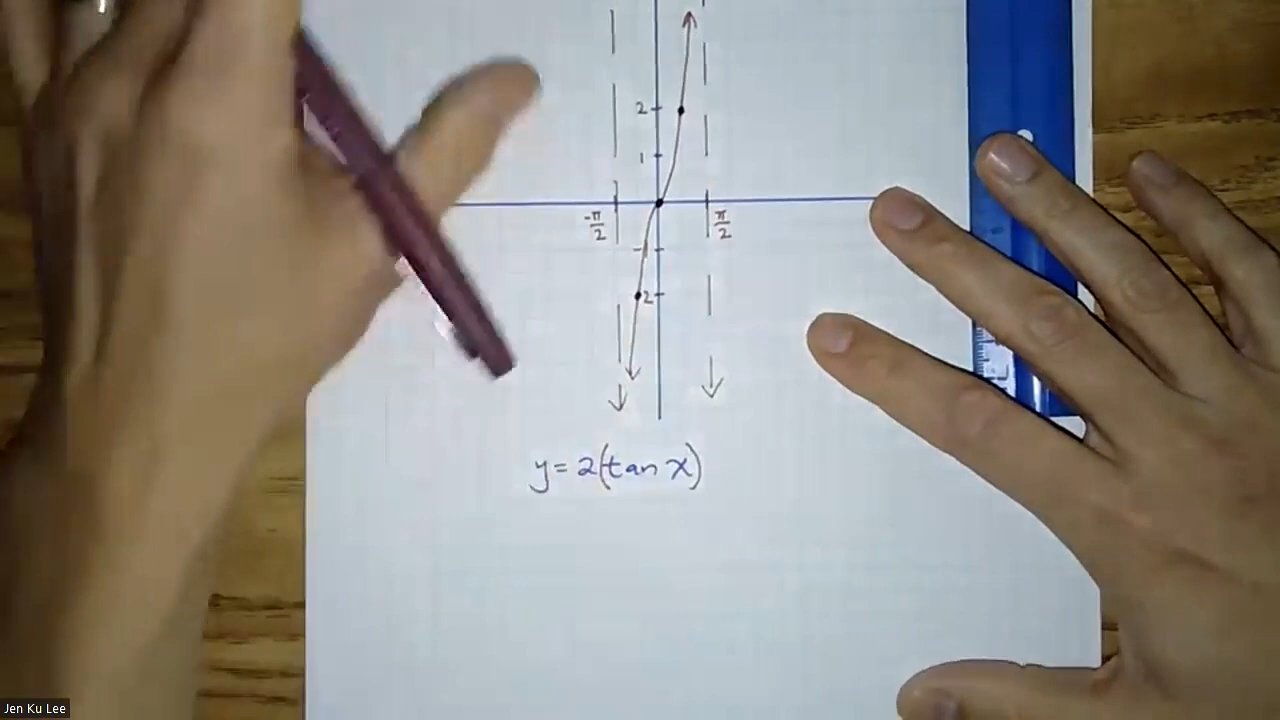 2
1
-π/2 π/2
-1
2
y = 2(tan x)
Jen Ku Lee